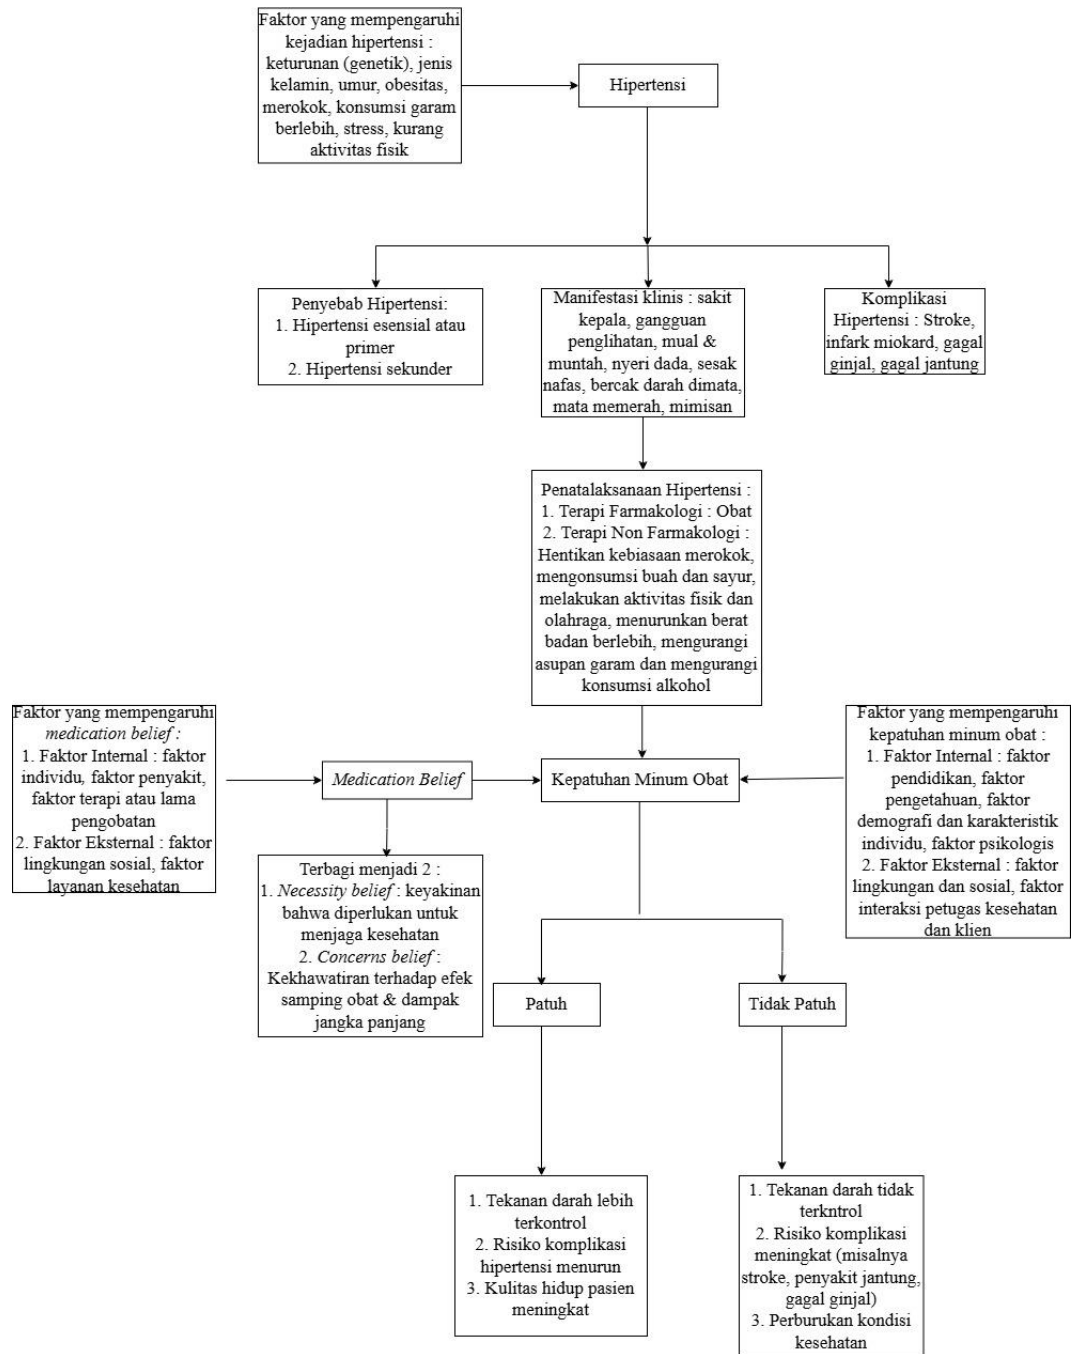 Faktor yang mempengaruhi
kejadian hipertensi :
keturunan (genetik), jenis
kelamin, umur, obesitas,
merokok, konsumsi garam
berlebih, stress, kurang
aktivitas fisik
Hipertensi
Penyebab Hipertensi:
1. Hipertensi esensial atau
primer
2. Hipertensi sekunder
Manifestasi klinis : sakit
kepala, gangguan
penglihatan, mual &
muntah, nyeri dada, sesak
nafas, bercak darah dimata,
mata memerah, mimisan
Komplikasi
Hipertensi : Stroke,
infark miokard, gagal
ginjal, gagal jantung
Penatalaksanaan Hipertensi :
1. Terapi Farmakologi : Obat
2. Terapi Non Farmakologi :
Hentikan kebiasaan merokok,
mengonsumsi buah dan sayur,
melakukan aktivitas fisik dan
olahraga, menurunkan berat
badan berlebih, mengurangi
asupan garam dan mengurangi
konsumsi alkohol
Faktor yang mempengaruhi
medication belief :
1. Faktor Internal : faktor
individu, faktor penyakit,
faktor terapi atau lama
pengobatan
2. Faktor Eksternal : faktor
lingkungan sosial, faktor
layanan kesehatan
Medication Belief
Kepatuhan Minum Obat
Faktor yang mempengaruhi
kepatuhan minum obat :
1. Faktor Internal : faktor
pendidikan, faktor
pengetahuan, faktor
demografi dan karakteristik
individu, faktor psikologis
2. Faktor Eksternal : faktor
lingkungan dan sosial, faktor
interaksi petugas kesehatan
dan klien
Terbagi menjadi 2 :
1. Necessity belief : keyakinan
bahwa diperlukan untuk
menjaga kesehatan
2. Concerns belief :
Kekhawatiran terhadap efek
samping obat & dampak
jangka panjang
Patuh
Tidak Patuh
1. Tekanan darah lebih
terkontrol
2. Risiko komplikasi
hipertensi menurun
3. Kulitas hidup pasien
meningkat
1. Tekanan darah tidak
terkntrol
2. Risiko komplikasi
meningkat (misalnya
stroke, penyakit jantung,
gagal ginjal)
3. Perburukan kondisi
kesehatan